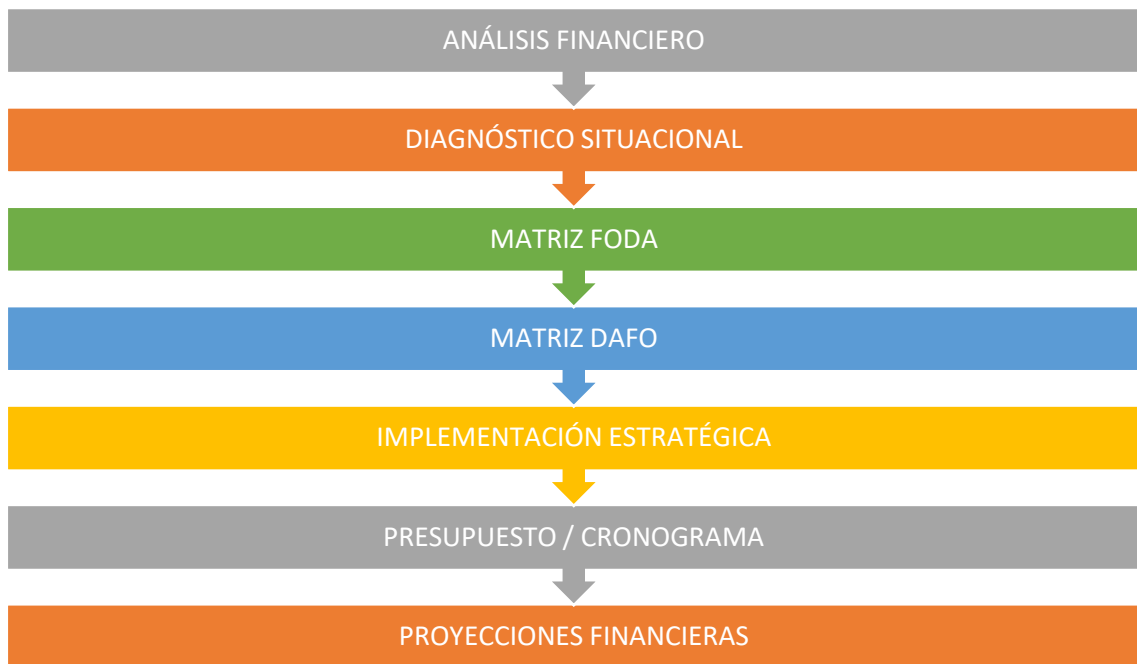 ANÁLISIS FINANCIERO
DIAGNÓSTICO SITUACIONAL
MATRIZ FODA
MATRIZ DAFO
IMPLEMENTACIÓN ESTRATÉGICA
PRESUPUESTO / CRONOGRAMA
PROYECCIONES FINANCIERAS